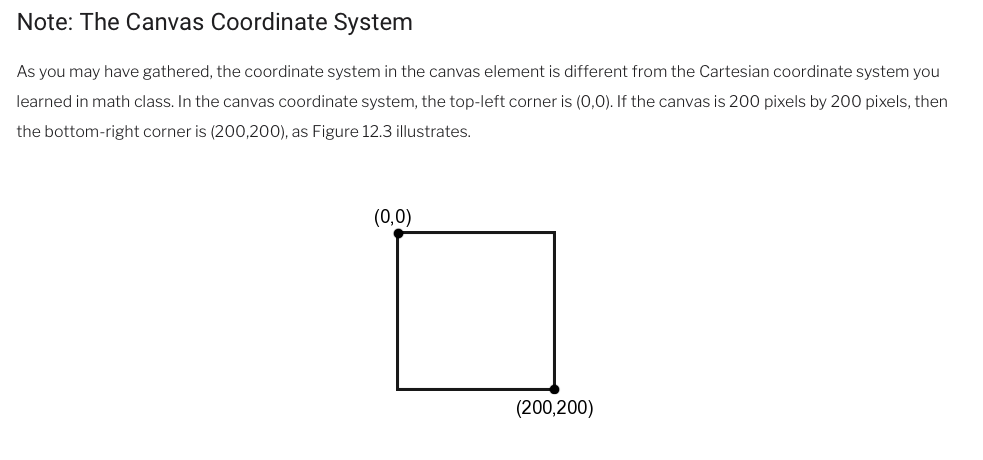 Note: The Canvas Coordinate System
As you may have gathered, the coordinate system in the canvas element is different from the Cartesian coordinate system you
learned in math class. In the canvas coordinate system, the top-left corner is (0,0). If the canvas is 200 pixels by 200 pixels, then
the bottom-right corner is (200,200), as Figure 12.3 illustrates.
(0,0)
(200,200)